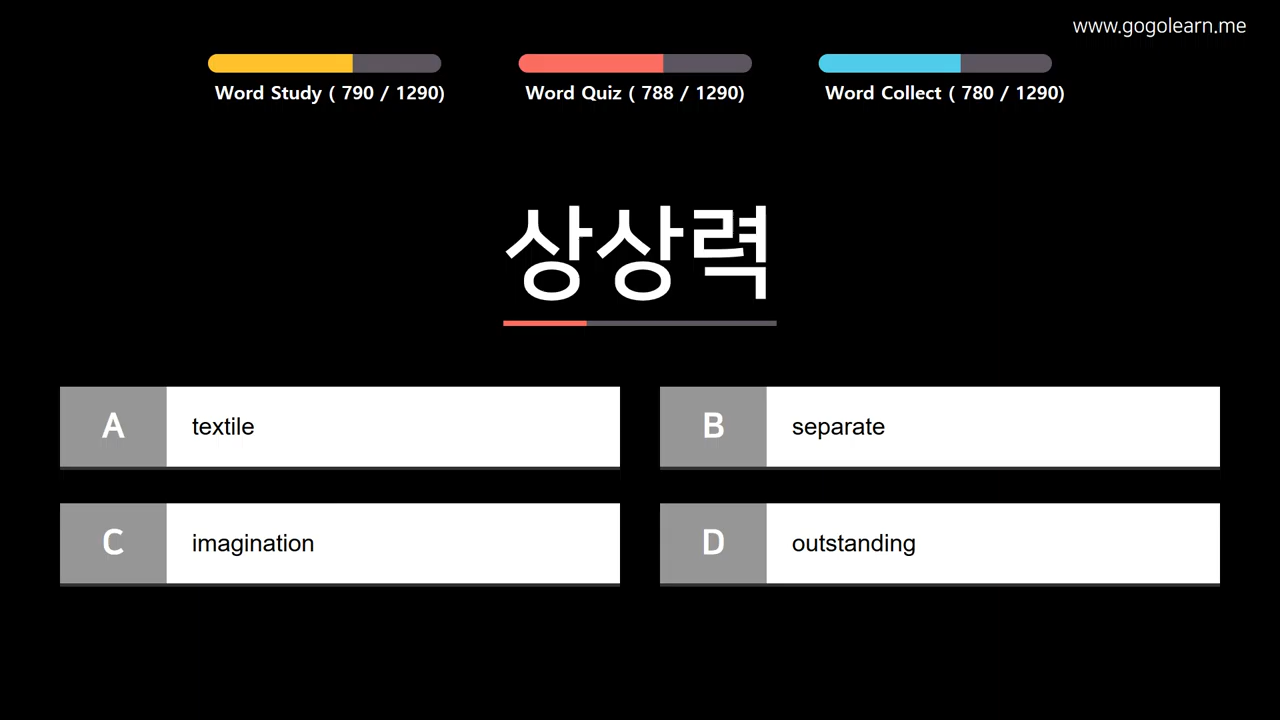 www.gogolearn.me
Word Study ( 790 / 1290)
Word Quiz ( 788 / 1290)
Word Collect ( 780 / 1290)
상상력
A textile
B separate
C imagination
D outstanding